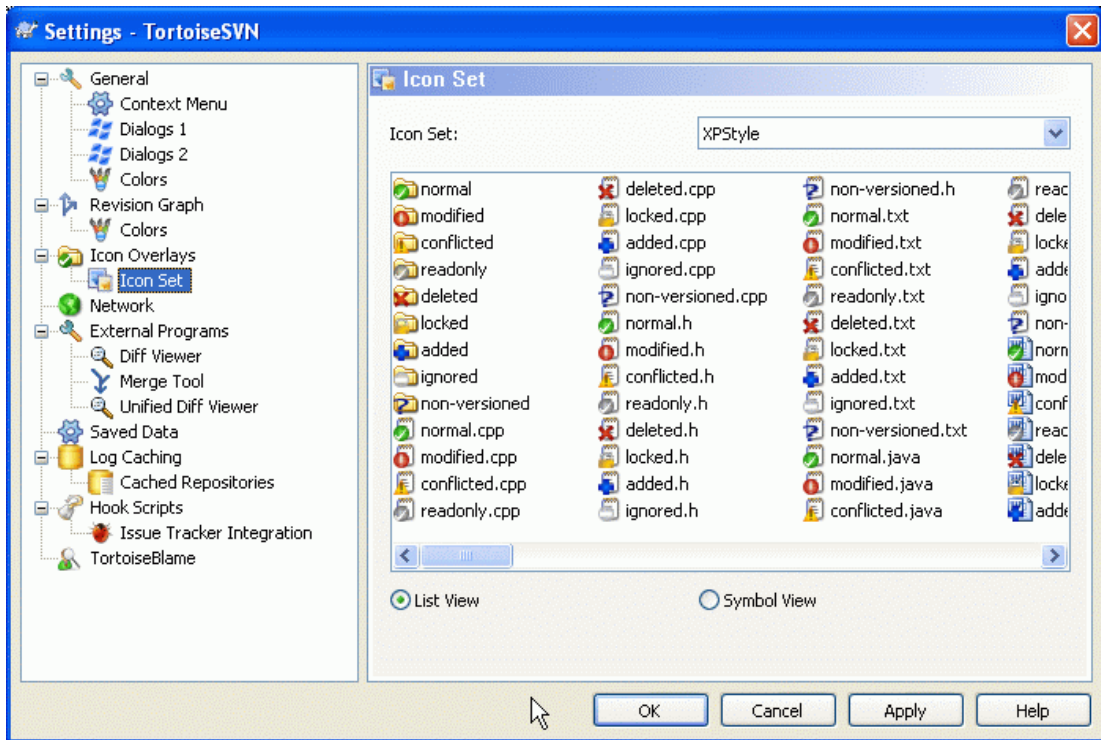 Settings - TortoiseSVN
General
Context Menu
Dialogs 1
Dialogs 2
Colors
Revision Graph
Colors
Icon Overlays
Icon Set
Network
External Programs
Diff Viewer
Merge Tool
Unified Diff Viewer
Saved Data
Log Caching
Cached Repositories
Hook Scripts
Issue Tracker Integration
TortoiseBlame
Icon Set
Icon Set: XPStyle
normal
modified
conflicted
readonly
deleted
locked
added
ignored
non-versioned
normal.cpp
modified.cpp
conflicted.cpp
readonly.cpp
deleted.cpp
locked.cpp
added.cpp
ignored.cpp
non-versioned.cpp
normal.h
modified.h
conflicted.h
readonly.h
deleted.h
locked.h
added.h
ignored.h
non-versioned.h
normal.txt
modified.txt
conflicted.txt
readonly.txt
deleted.txt
locked.txt
added.txt
ignored.txt
non-versioned.txt
normal.java
modified.java
conflicted.java
List View
Symbol View
OK
Cancel
Apply
Help